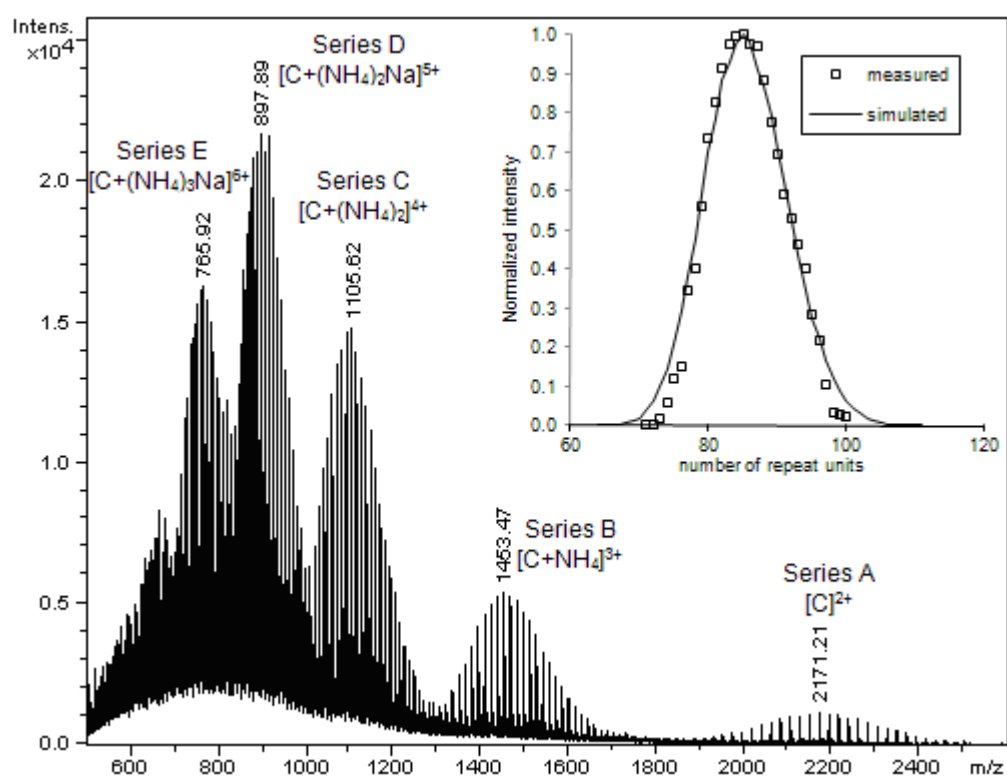 Intens.
x10⁴
2.0
1.5
1.0
0.5
0.0
600
800
1000
1200
1400
1600
1800
2000
2200
2400
m/z
Series E
[C+(NH₄)₃Na]⁶⁺
765.92
Series D
[C+(NH₄)₂Na]⁵⁺
897.89
Series C
[C+(NH₄)₂]⁴⁺
1105.62
Series B
[C+NH₄]³⁺
1453.47
Series A
[C]²⁺
2171.21
Normalized intensity
1.0
0.9
0.8
0.7
0.6
0.5
0.4
0.3
0.2
0.1
0.0
60
80
100
120
number of repeat units
measured
simulated